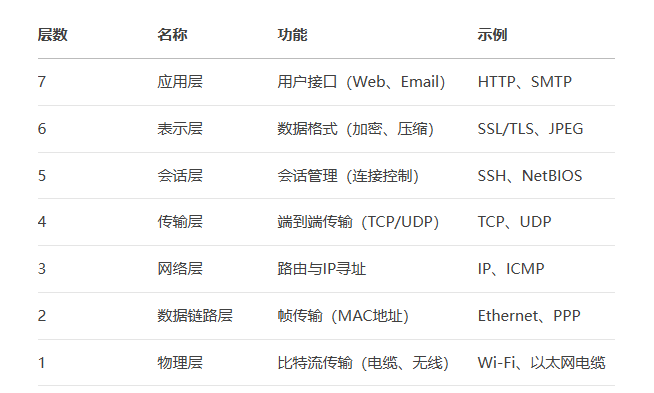 层数 名称 功能 示例
7 应用层 用户接口（Web、Email） HTTP、SMTP
6 表示层 数据格式（加密、压缩） SSL/TLS、JPEG
5 会话层 会话管理（连接控制） SSH、NetBIOS
4 传输层 端到端传输（TCP/UDP） TCP、UDP
3 网络层 路由与IP寻址 IP、ICMP
2 数据链路层 帧传输（MAC地址） Ethernet、PPP
1 物理层 比特流传输（电缆、无线） Wi-Fi、以太网电缆